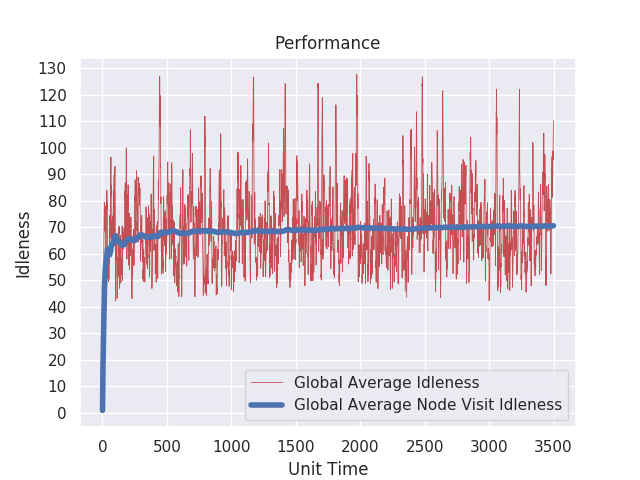 Performance
130
120
110
100
90
80
70
60
50
40
30
20
10
0
Idleness
Global Average Idleness
Global Average Node Visit Idleness
0 500 1000 1500 2000 2500 3000 3500
Unit Time